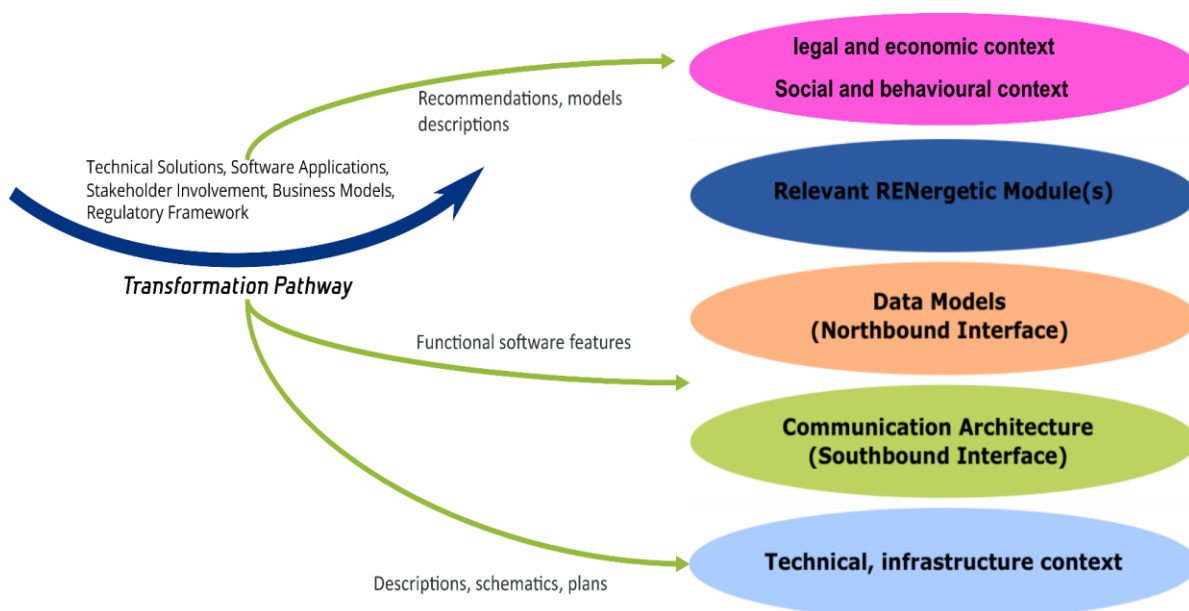 legal and economic context
Social and behavioural context
Recommendations, models
descriptions
Technical Solutions, Software Applications,
Stakeholder Involvement, Business Models,
Regulatory Framework
Relevant RENergetic Module(s)
Transformation Pathway
Data Models
(Northbound Interface)
Functional software features
Communication Architecture
(Southbound Interface)
Technical, infrastructure context
Descriptions, schematics, plans